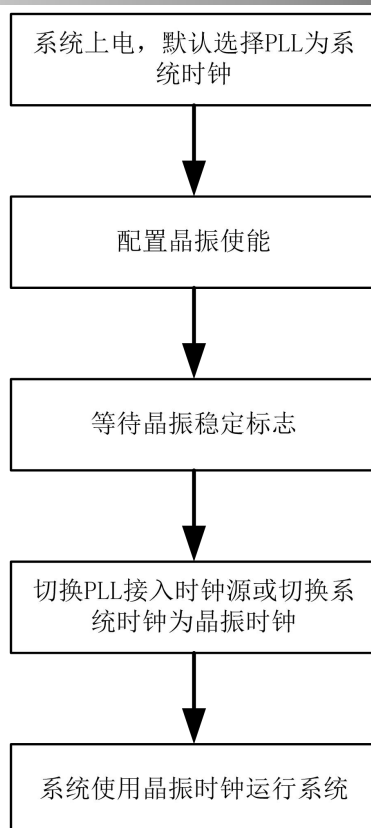 系统上电，默认选择PLL为系
统时钟
配置晶振使能
等待晶振稳定标志
切换PLL接入时钟源或切换系
统时钟为晶振时钟
系统使用晶振时钟运行系统